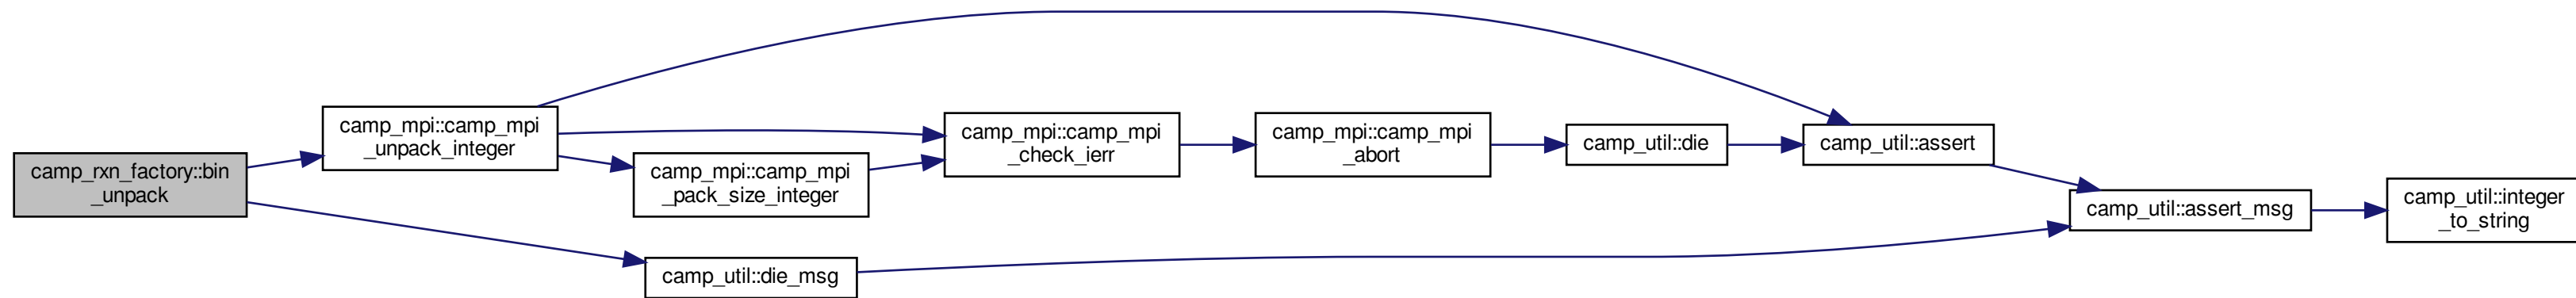 camp_rxn_factory::bin
_unpack
camp_mpi::camp_mpi
_unpack_integer
camp_mpi::camp_mpi
_pack_size_integer
camp_util::die_msg
camp_mpi::camp_mpi
_check_ierr
camp_mpi::camp_mpi
_abort
camp_util::die
camp_util::assert
camp_util::assert_msg
camp_util::integer
_to_string